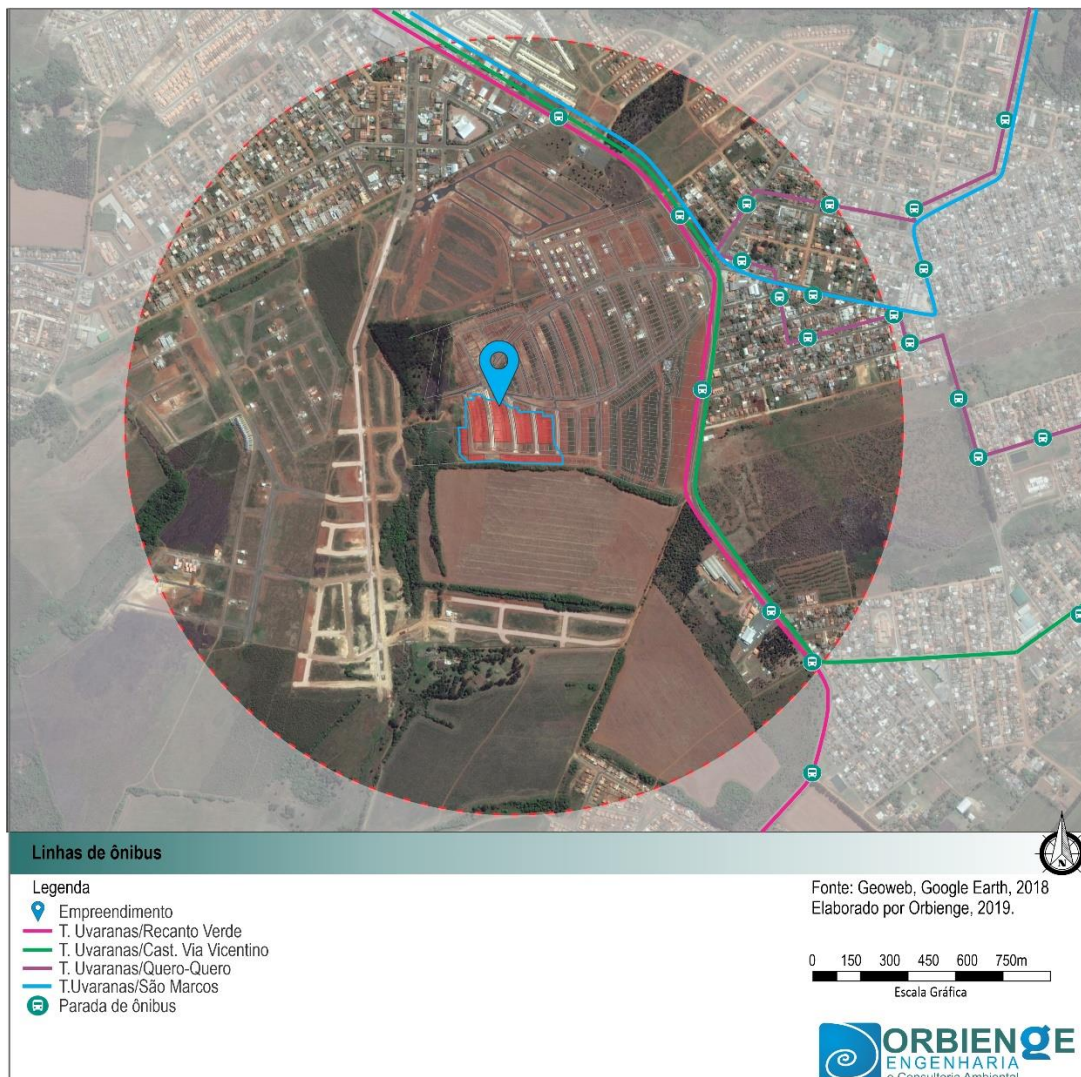 Linhas de ônibus
Legenda
Empreendimento
T. Uvaranas/Recanto Verde
T. Uvaranas/Cast. Via Vicentino
T. Uvaranas/Quero-Quero
T.Uvaranas/São Marcos
Parada de ônibus
N
Fonte: Geoweb, Google Earth, 2018
Elaborado por Orbienge, 2019.
0 150 300 450 600 750m
Escala Gráfica
ORBIENGE
ENGENHARIA
e Consultoria Ambiental